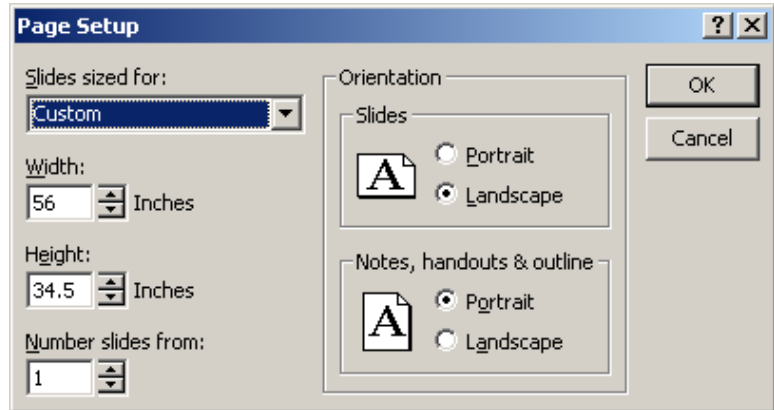 Page Setup
Slides sized for:
Custom
Width:
56 Inches
Height:
34.5 Inches
Number slides from:
1
Orientation
Slides
A
Portrait
Landscape
Notes, handouts & outline
A
Portrait
Landscape
OK
Cancel